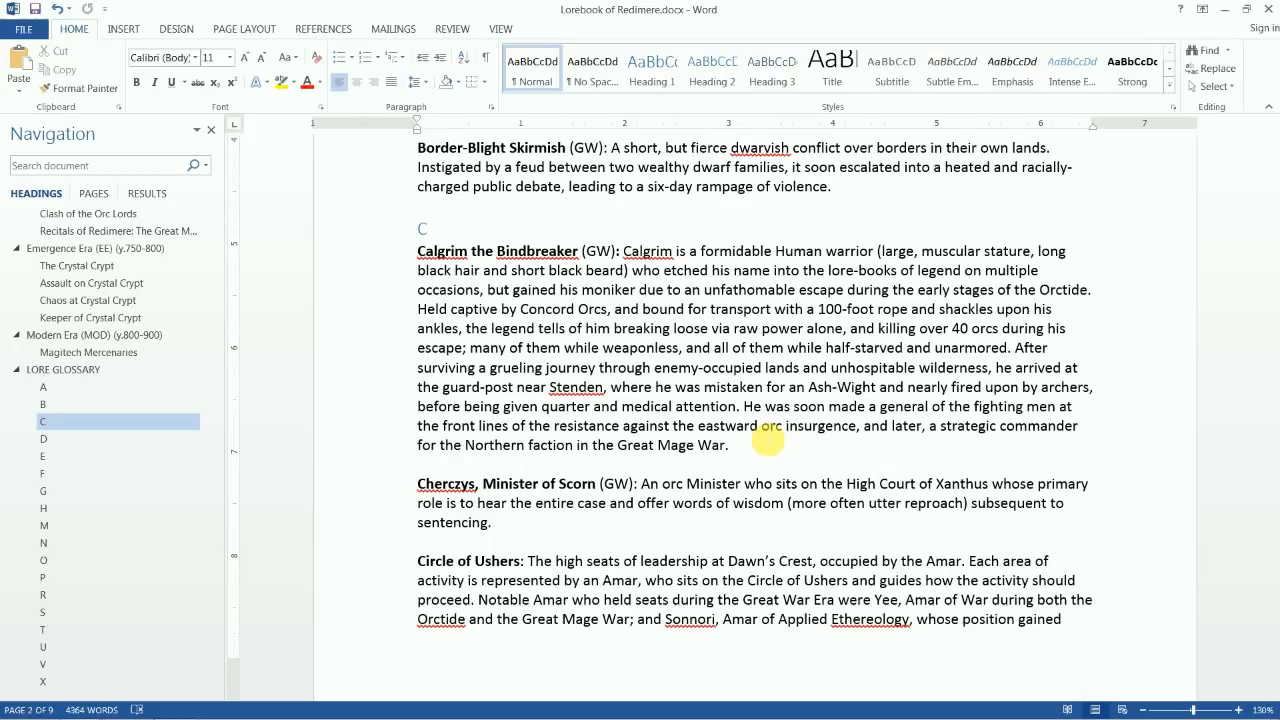 Lorebook of Redimere.docx - Word
Sign in
FILE HOME INSERT DESIGN PAGE LAYOUT REFERENCES MAILINGS REVIEW VIEW
Paste
Cut
Copy
Format Painter
Clipboard
Calibri (Body) 11
B I U abc X₂ X²
Font
Paragraph
AaBbCcDd AaBbCcDd AaBbCc AaBbCcD AaBbCcD AaB AaBbCcD AaBbCcDd AaBbCcDd AaBbCcDd AaBbCcDc
¶ Normal ¶ No Spac... Heading 1 Heading 2 Heading 3 Title Subtitle Subtle Em... Emphasis Intense E... Strong
Styles
Find
Replace
Select
Editing
Navigation
Search document
HEADINGS PAGES RESULTS
Clash of the Orc Lords
Recitals of Redimere: The Great M...
Emergence Era (EE) (y.750-800)
The Crystal Crypt
Assault on Crystal Crypt
Chaos at Crystal Crypt
Keeper of Crystal Crypt
Modern Era (MOD) (y.800-900)
Magitech Mercenaries
LORE GLOSSARY
A
B
C
D
E
F
G
H
M
N
O
P
R
S
T
U
V
X
1 1 2 3 4 5 6 7
4
5
6
7
8
Border-Blight Skirmish (GW): A short, but fierce dwarvish conflict over borders in their own lands.
Instigated by a feud between two wealthy dwarf families, it soon escalated into a heated and racially-
charged public debate, leading to a six-day rampage of violence.
C
Calgrim the Bindbreaker (GW): Calgrim is a formidable Human warrior (large, muscular stature, long
black hair and short black beard) who etched his name into the lore-books of legend on multiple
occasions, but gained his moniker due to an unfathomable escape during the early stages of the Orctide.
Held captive by Concord Orcs, and bound for transport with a 100-foot rope and shackles upon his
ankles, the legend tells of him breaking loose via raw power alone, and killing over 40 orcs during his
escape; many of them while weaponless, and all of them while half-starved and unarmored. After
surviving a grueling journey through enemy-occupied lands and unhospitable wilderness, he arrived at
the guard-post near Stenden, where he was mistaken for an Ash-Wight and nearly fired upon by archers,
before being given quarter and medical attention. He was soon made a general of the fighting men at
the front lines of the resistance against the eastward orc insurgence, and later, a strategic commander
for the Northern faction in the Great Mage War.
Cherczys, Minister of Scorn (GW): An orc Minister who sits on the High Court of Xanthus whose primary
role is to hear the entire case and offer words of wisdom (more often utter reproach) subsequent to
sentencing.
Circle of Ushers: The high seats of leadership at Dawn's Crest, occupied by the Amar. Each area of
activity is represented by an Amar, who sits on the Circle of Ushers and guides how the activity should
proceed. Notable Amar who held seats during the Great War Era were Yee, Amar of War during both the
Orctide and the Great Mage War; and Sonnori, Amar of Applied Ethereology, whose position gained
PAGE 2 OF 9 4364 WORDS
130%